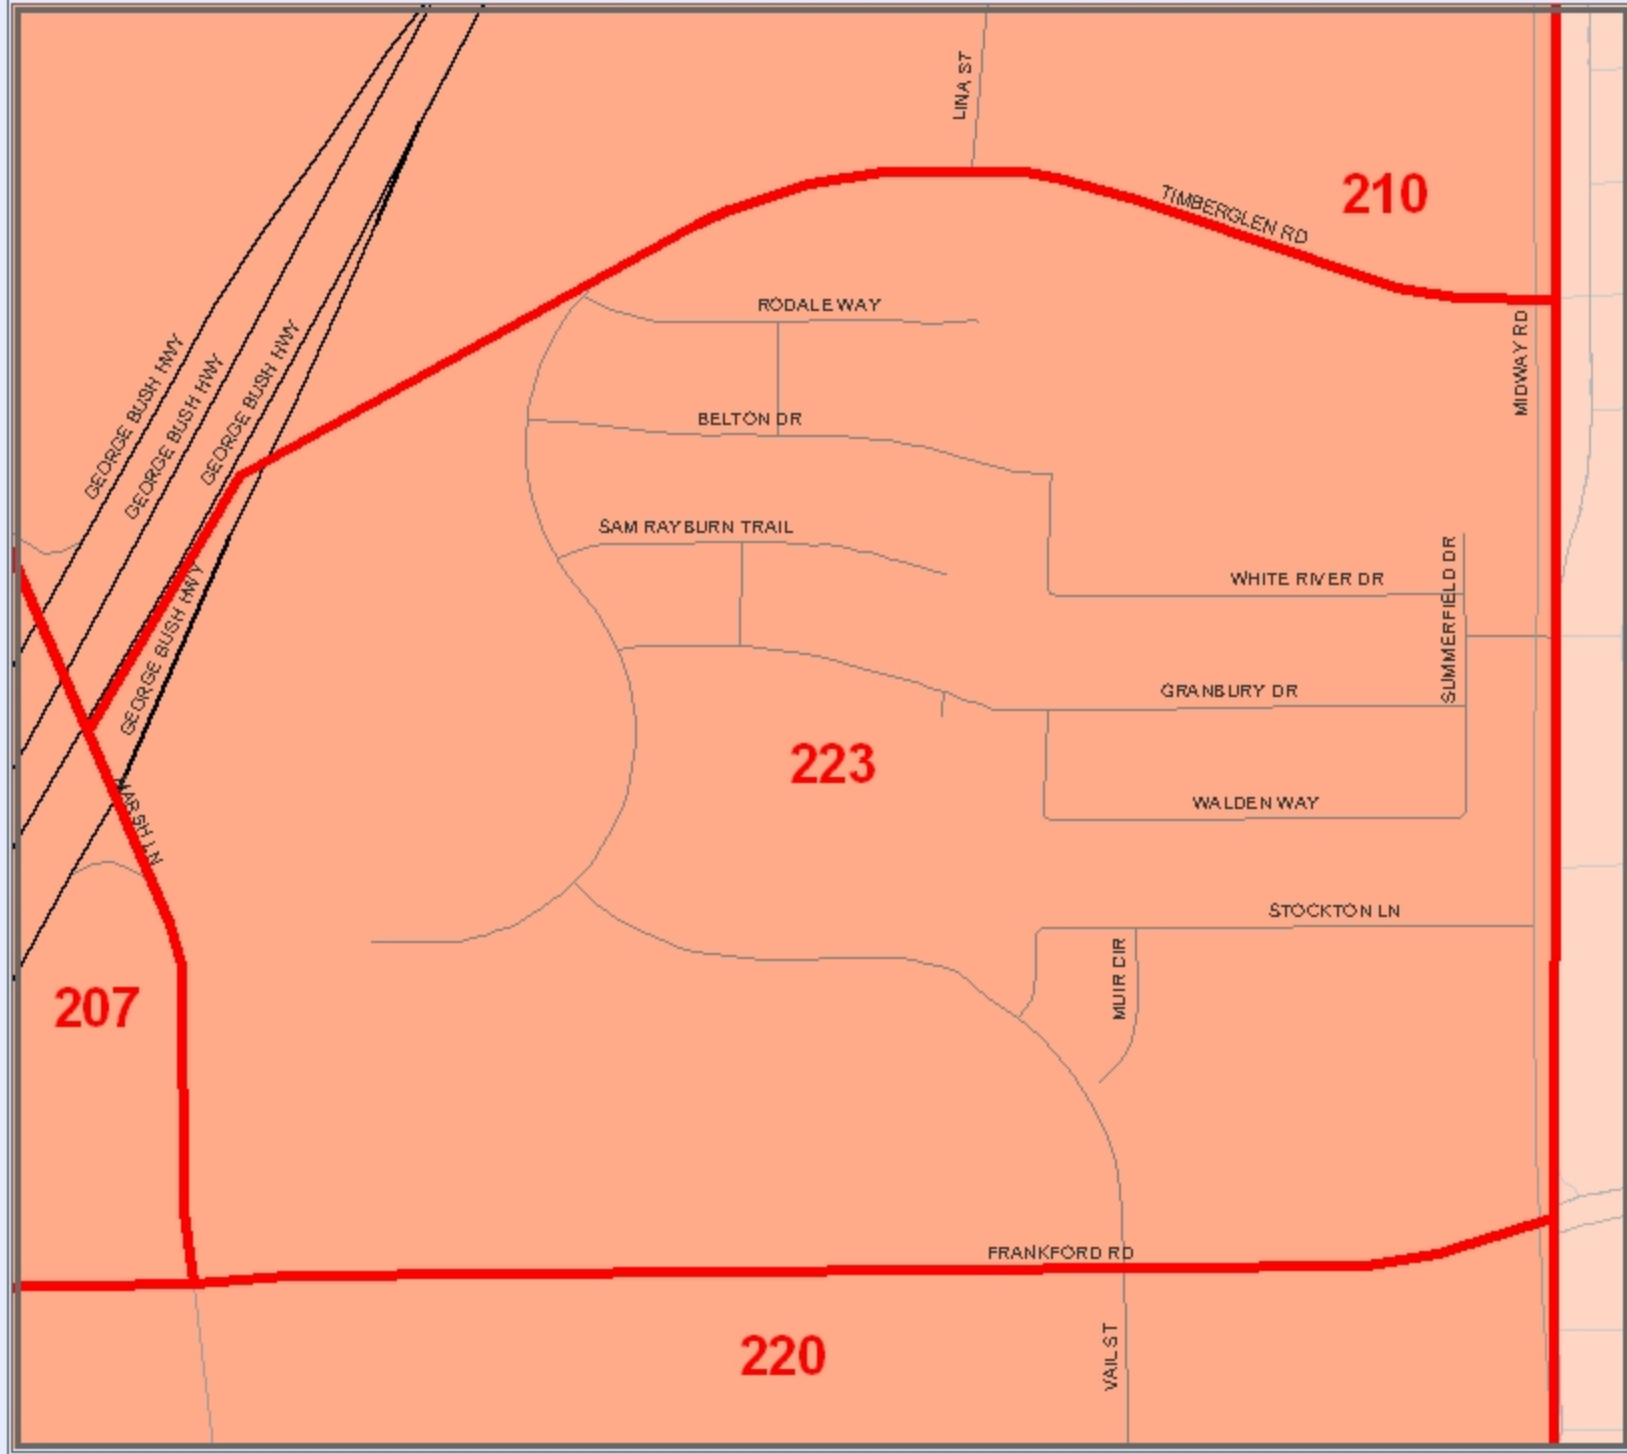 LINA ST
210
TIMBERGLEN RD
RODALE WAY
MIDWAY RD
GEORGE BUSH HWY
GEORGE BUSH HWY
GEORGE BUSH HWY
BELTON DR
SAM RAYBURN TRAIL
WHITE RIVER DR
SUMMERFIELD DR
GEORGE BUSH HWY
GRANBURY DR
223
WALDEN WAY
MARSH LN
STOCKTON LN
MUIR CIR
207
FRANKFORD RD
220
VAIL ST